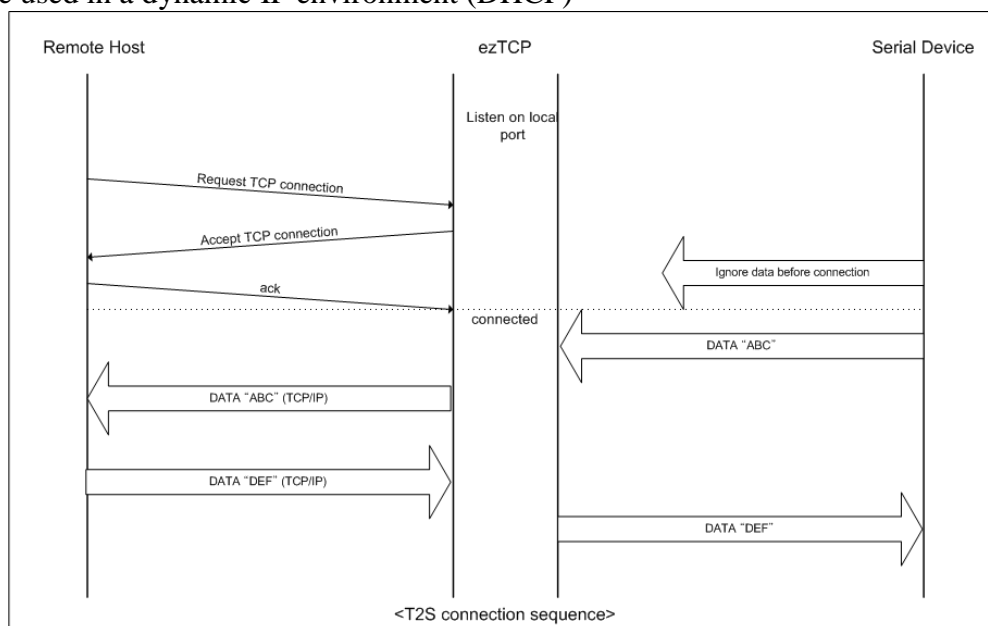 e used in a dynamic IP environment (DHCP)
Remote Host
ezTCP
Serial Device
Listen on local
port
Request TCP connection
Accept TCP connection
Ignore data before connection
ack
connected
DATA “ABC”
DATA “ABC” (TCP/IP)
DATA “DEF” (TCP/IP)
DATA “DEF”
<T2S connection sequence>